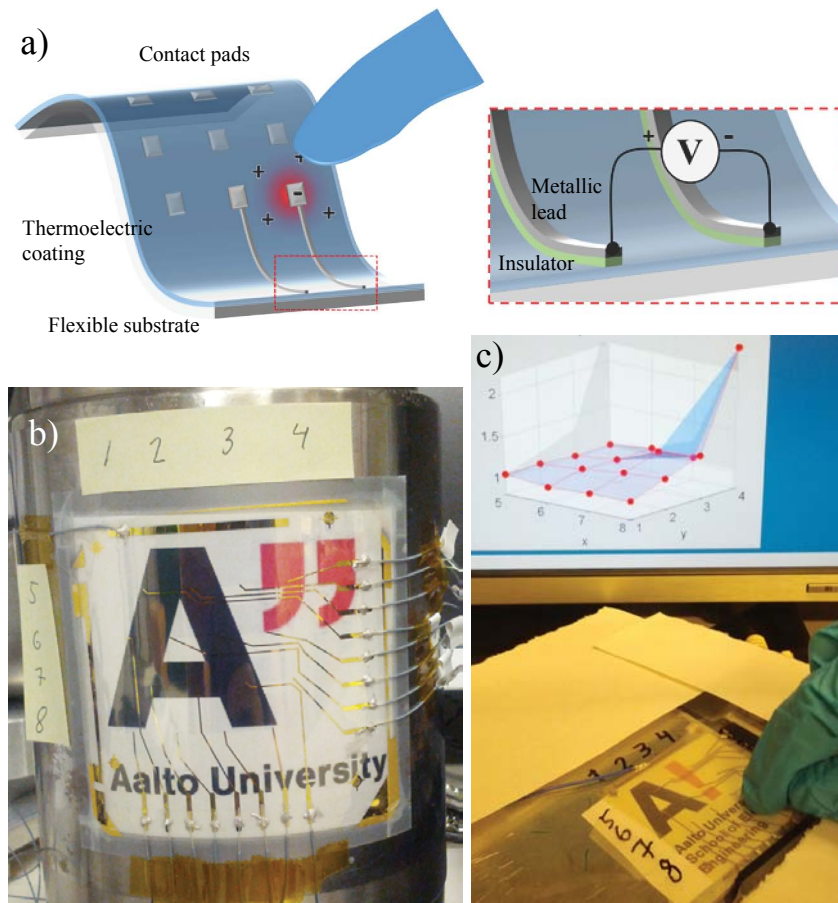 a)
Contact pads
+
+
+
+
-
Thermoelectric
coating
Flexible substrate
+
V
-
Metallic
lead
Insulator
b)
1 2 3 4
5
6
7
8
A"
Aalto University
c)
2
1.5
1
5
6
7
8
x
1
2
3
4
y
1 2 3 4
5 6 7 8
A!
Aalto University
School of El
Engineering